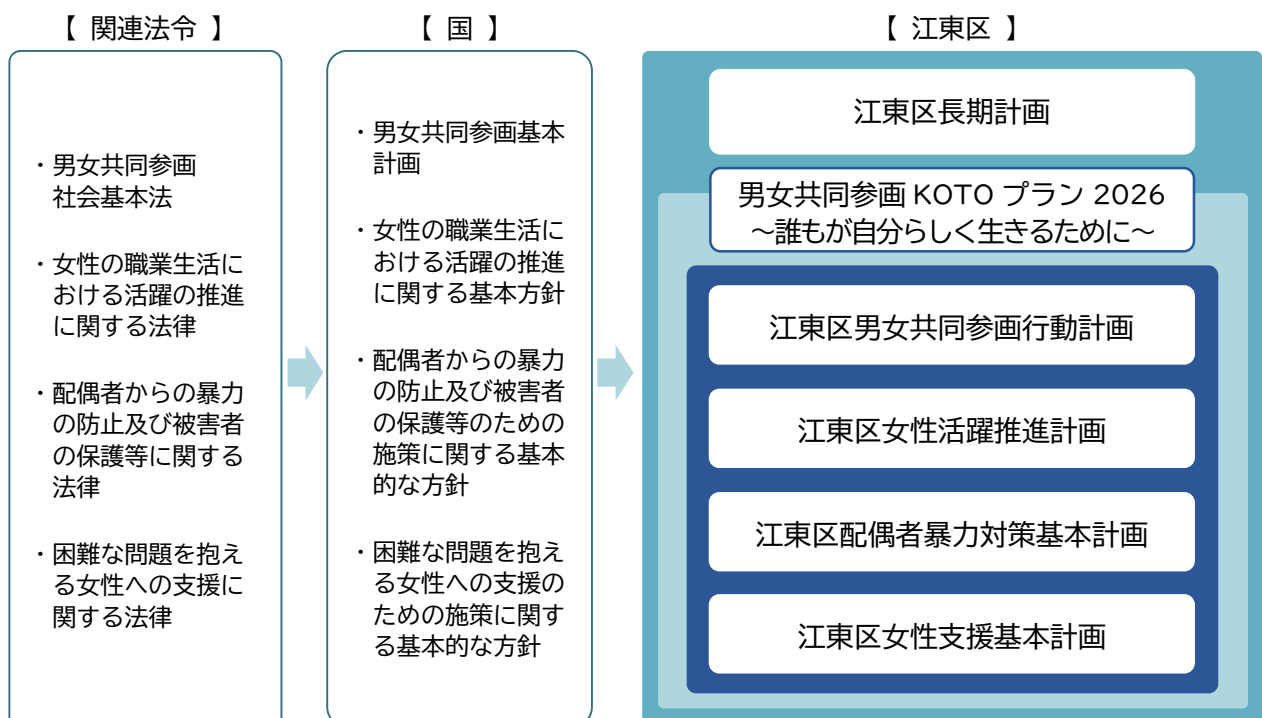 【 関連法令 】
・男女共同参画
社会基本法
・女性の職業生活に
おける活躍の推進
に関する法律
・配偶者からの暴力
の防止及び被害者
の保護等に関する
法律
・困難な問題を抱え
る女性への支援に
関する法律
【 国 】
・男女共同参画基本
計画
・女性の職業生活に
おける活躍の推進
に関する基本方針
・配偶者からの暴力
の防止及び被害者
の保護等のための
施策に関する基本
的な方針
・困難な問題を抱え
る女性への支援の
ための施策に関す
る基本的な方針
【 江東区 】
江東区長期計画
男女共同参画 KOTO プラン 2026
～誰もが自分らしく生きるために～
江東区男女共同参画行動計画
江東区女性活躍推進計画
江東区配偶者暴力対策基本計画
江東区女性支援基本計画